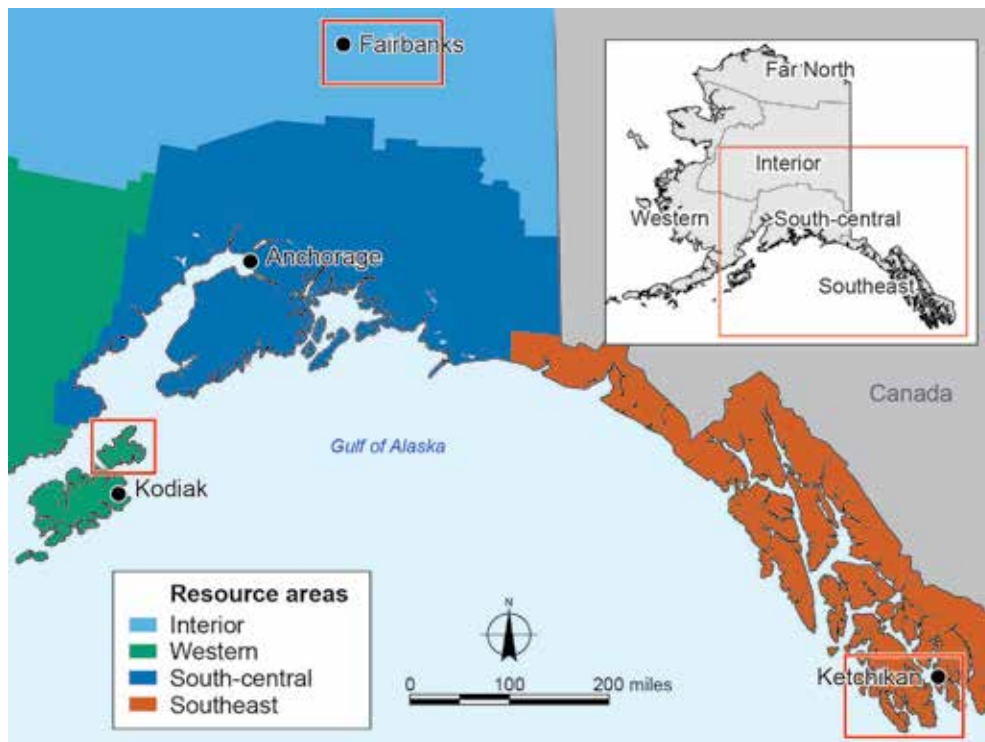 Fairbanks
Far North
Interior
Western
South-central
Southeast
Anchorage
Canada
Gulf of Alaska
Kodiak
Resource areas
Interior
Western
South-central
Southeast
N
0 100 200 miles
Ketchikan